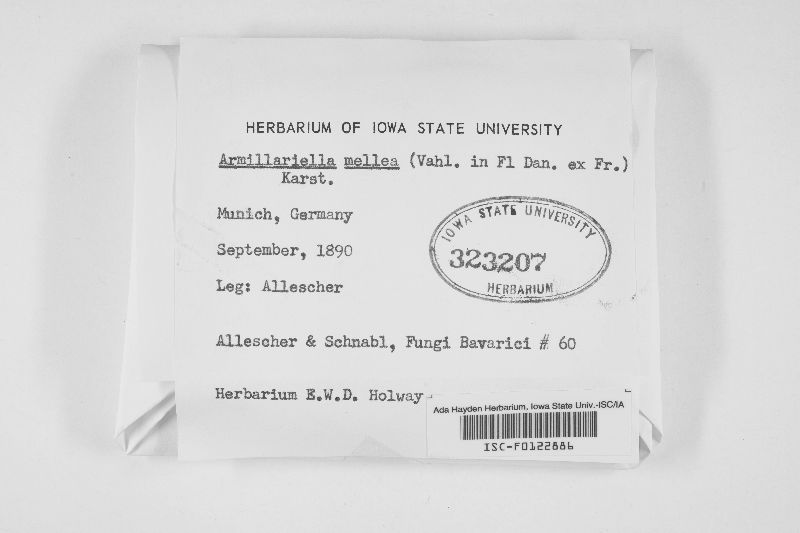 HERBARIUM OF IOWA STATE UNIVERSITY
Armillariella mellea (Vahl. in Fl Dan. ex Fr.)
Karst.
Munich, Germany
September, 1890
Leg: Allescher
IOWA STATE UNIVERSITY
323207
HERBARIUM
Allescher & Schnabl, Fungi Bavarici # 60
Herbarium E.W.D. Holway
Ada Hayden Herbarium, Iowa State Univ.-ISC/IA
ISC-F0122886